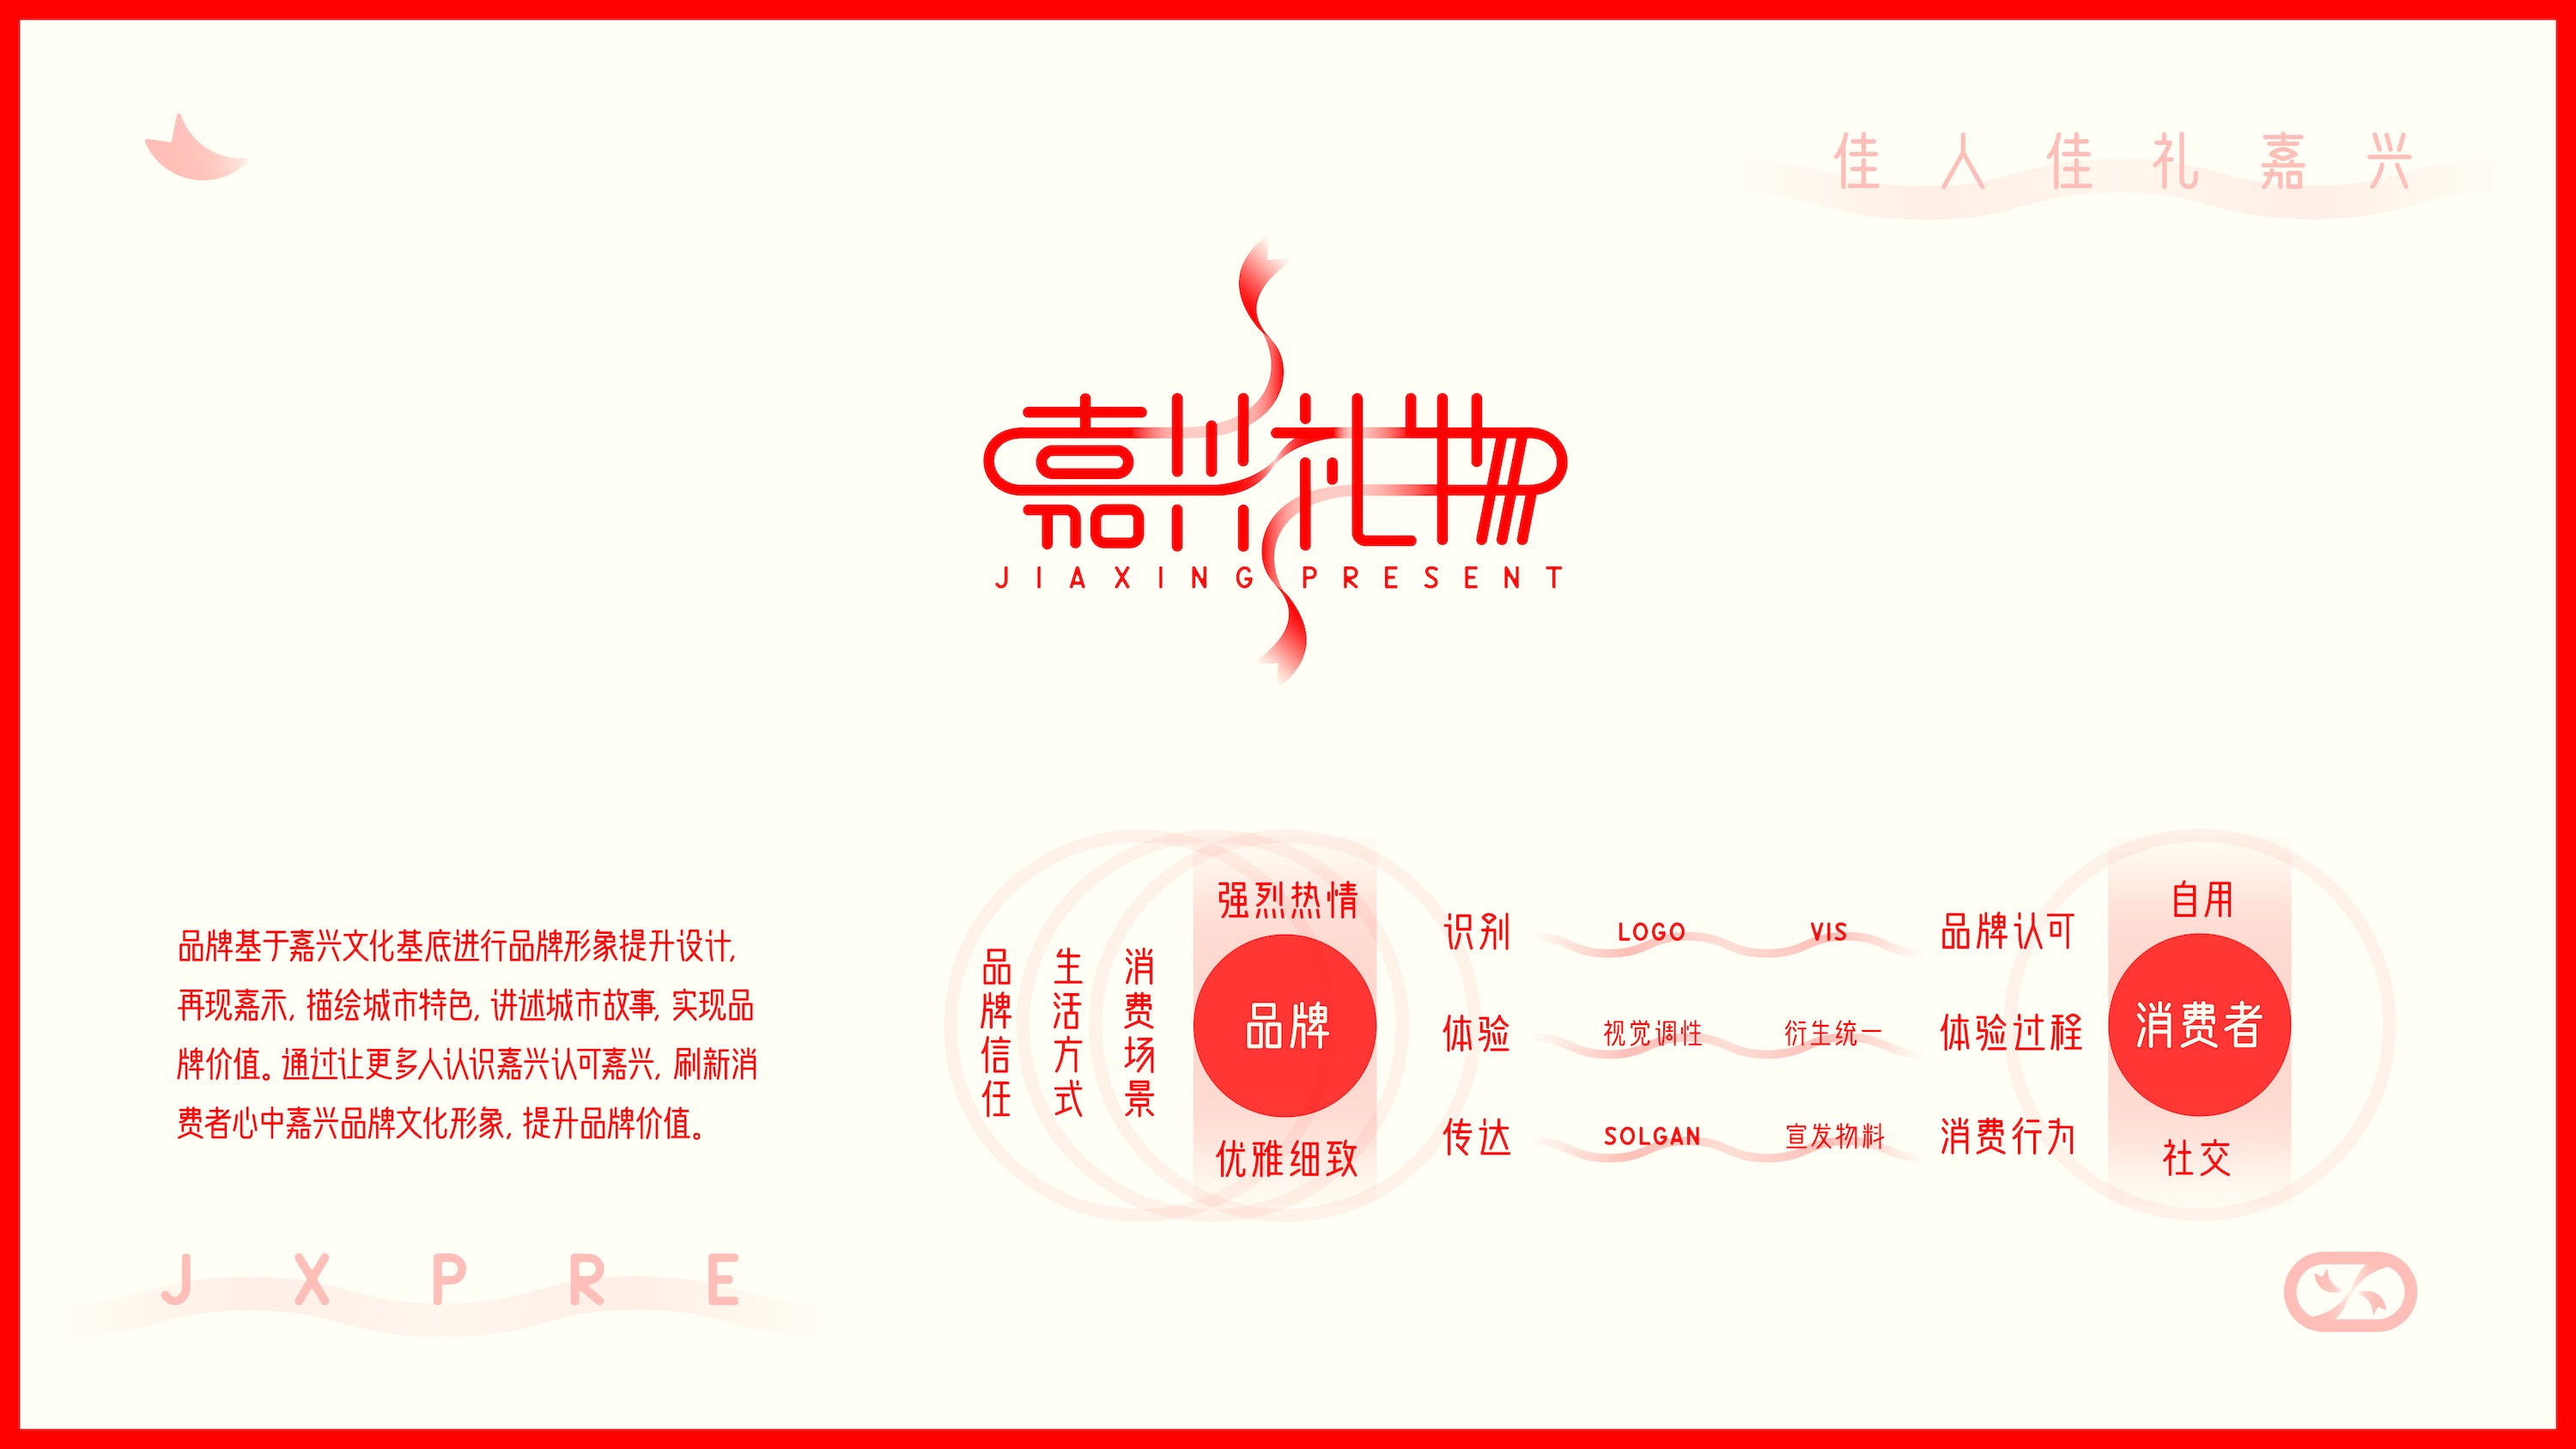 佳人佳礼嘉兴
嘉兴礼物
JIAXING PRESENT
品牌基于嘉兴文化基底进行品牌形象提升设计,
再现嘉禾, 描绘城市特色, 讲述城市故事, 实现品
牌价值。通过让更多人认识嘉兴认可嘉兴, 刷新消
费者心中嘉兴品牌文化形象, 提升品牌价值。
品牌信任
生活方式
消费场景
强烈热情
品牌
优雅细致
识别 LOGO VIS 品牌认可
体验 视觉调性 衍生统一 体验过程
传达 SOLGAN 宣发物料 消费行为
自用
消费者
社交
JXPRE